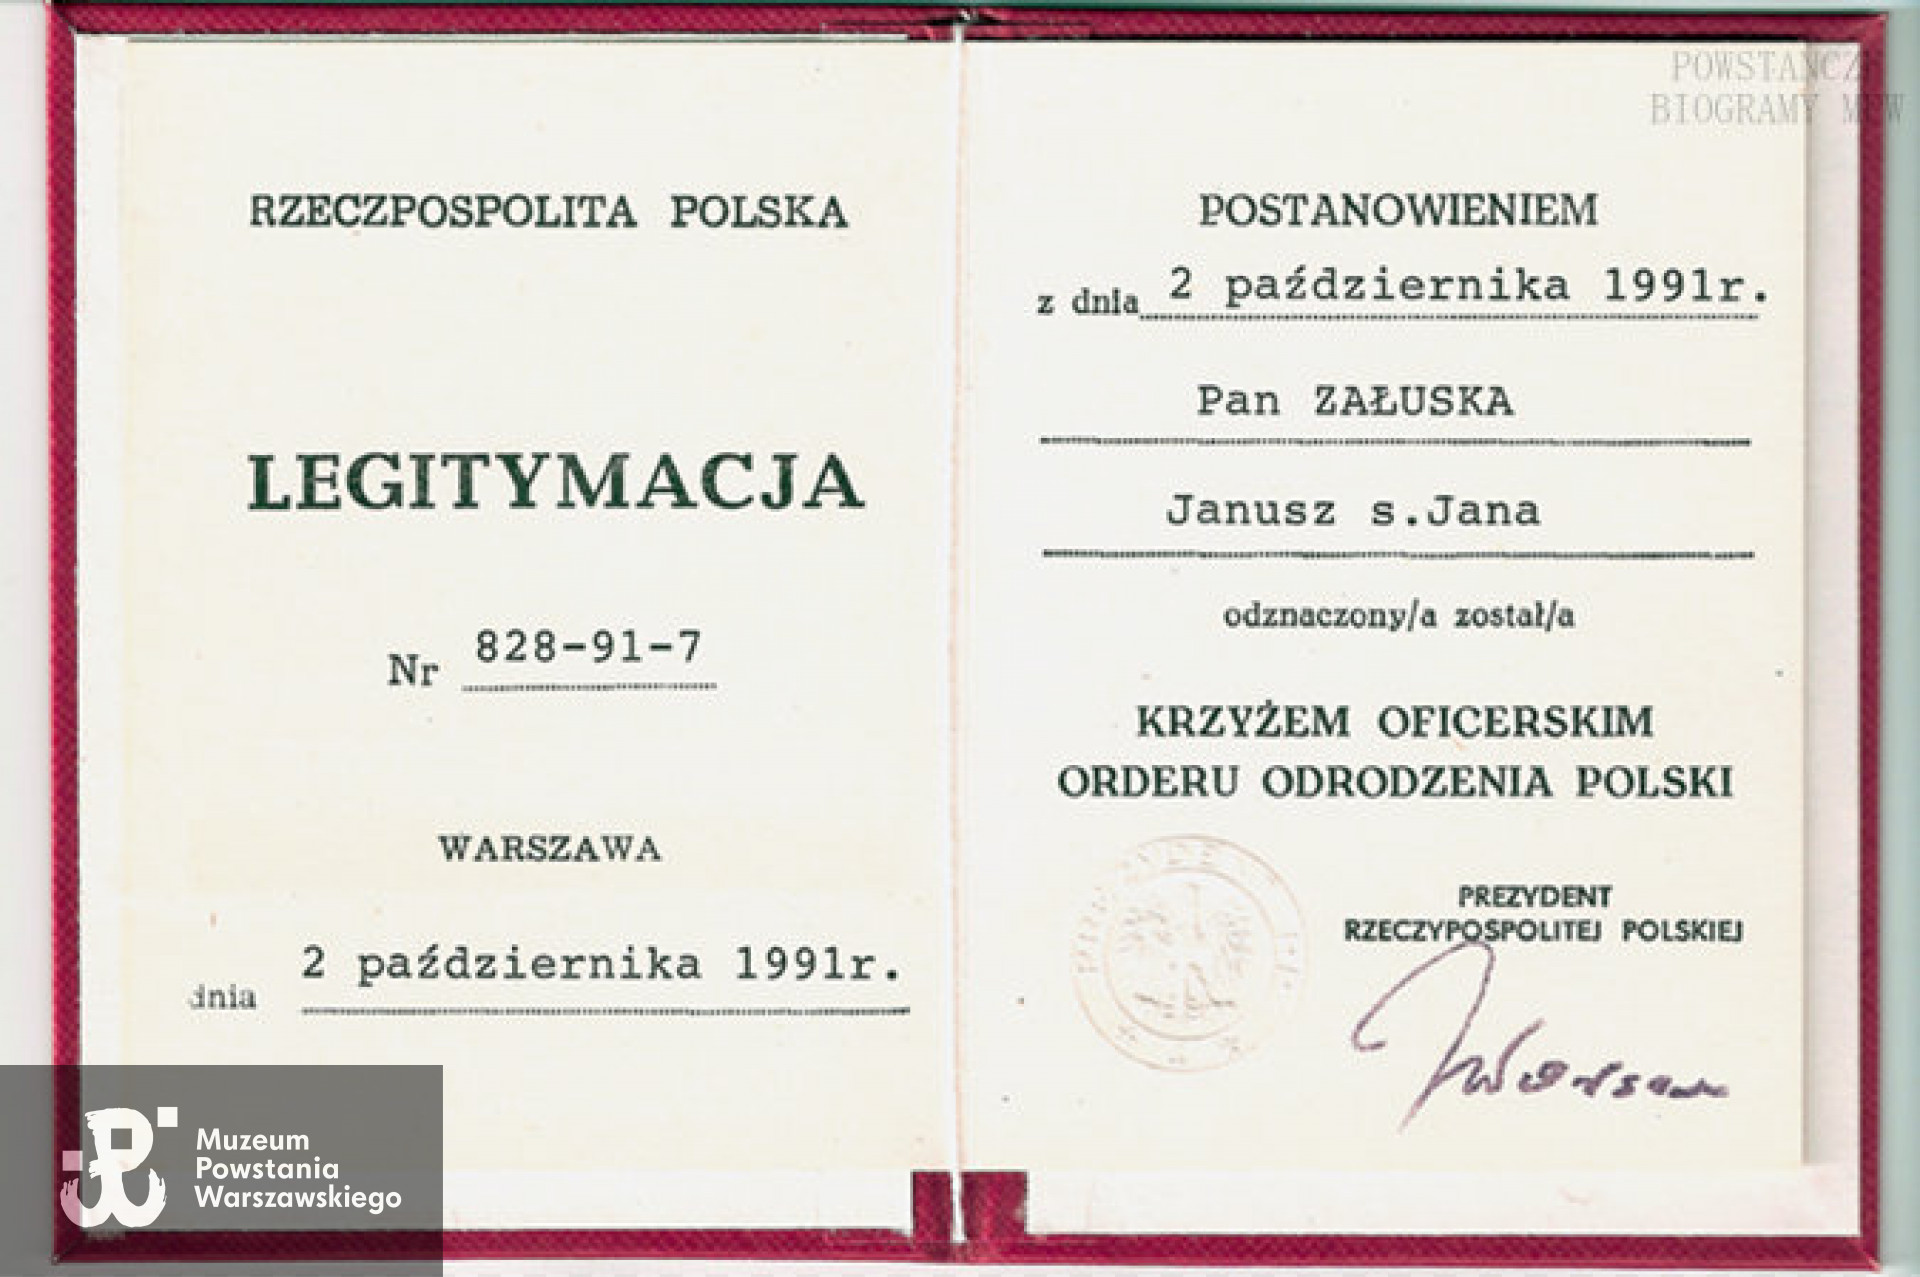 POWSTANCZE
BIOGRAMY MPW
RZECZPOSPOLITA POLSKA
LEGITYMACJA
Nr 828-91-7
WARSZAWA
dnia 2 października 1991r.
POSTANOWIENIEM
z dnia 2 października 1991r.
Pan ZAŁUSKA
Janusz s.Jana
odznaczony/a został/a
KRZYŻEM OFICERSKIM
ORDERU ODRODZENIA POLSKI
PREZYDENT
RZECZYPOSPOLITEJ POLSKIEJ
Muzeum
Powstania
Warszawskiego